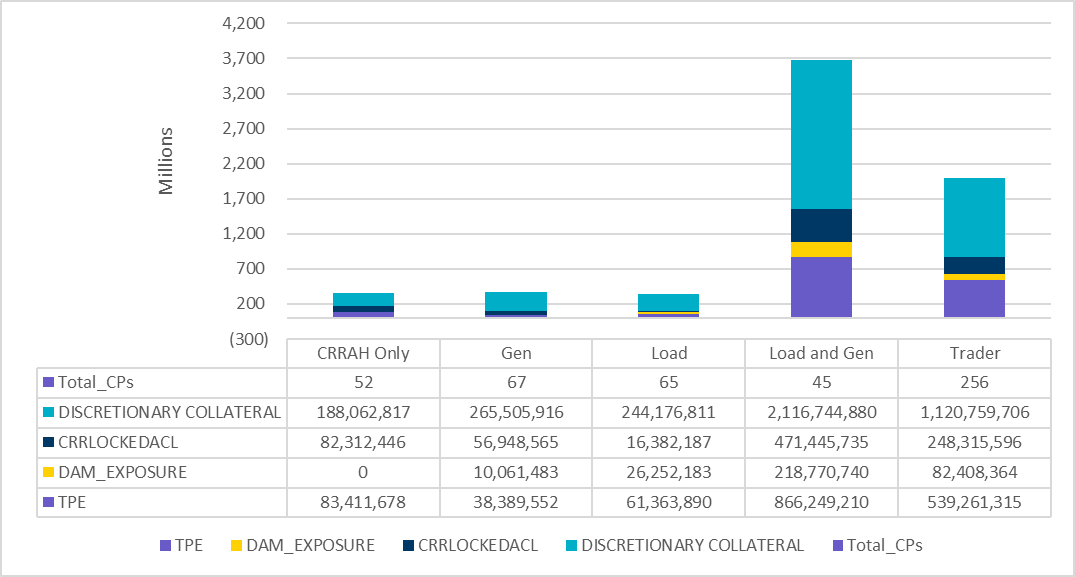 4,200
3,700
3,200
2,700
2,200
1,700
1,200
700
200
(300)
Millions
CRRAH Only Gen Load Load and Gen Trader
Total_CPs 52 67 65 45 256
DISCRETIONARY COLLATERAL 188,062,817 265,505,916 244,176,811 2,116,744,880 1,120,759,706
CRRLOCKEDACL 82,312,446 56,948,565 16,382,187 471,445,735 248,315,596
DAM_EXPOSURE 0 10,061,483 26,252,183 218,770,740 82,408,364
TPE 83,411,678 38,389,552 61,363,890 866,249,210 539,261,315
TPE DAM_EXPOSURE CRRLOCKEDACL DISCRETIONARY COLLATERAL Total_CPs